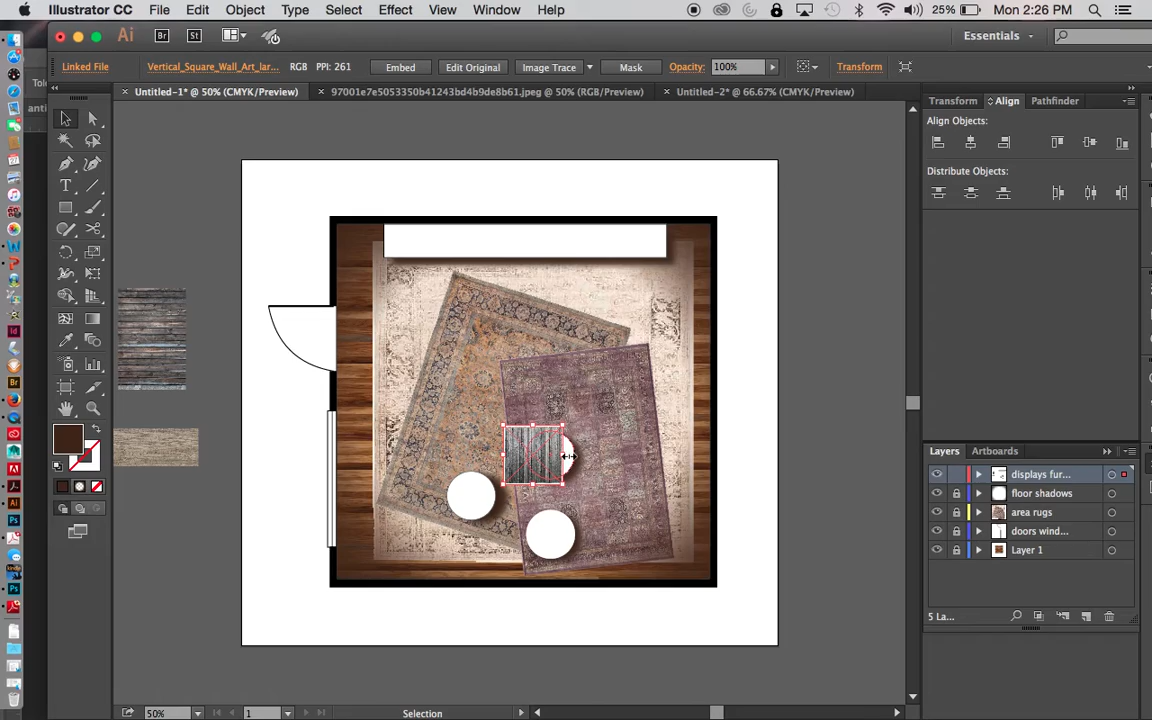 Illustrator CC File Edit Object Type Select Effect View Window Help 25% Mon 2:26 PM
Ai Br St Essentials
Linked File Vertical_Square_Wall_Art_lar... RGB PPI: 261 Embed Edit Original Image Trace Mask Opacity: 100% Transform
Untitled-1* @ 50% (CMYK/Preview) 97001e7e5053350b41243bd4b9de8b61.jpeg @ 50% (RGB/Preview) Untitled-2* @ 66.67% (CMYK/Preview)
Transform Align Pathfinder
Align Objects:
Distribute Objects:
Layers Artboards
displays fur...
floor shadows
area rugs
doors wind...
Layer 1
5 La...
50% 1 Selection